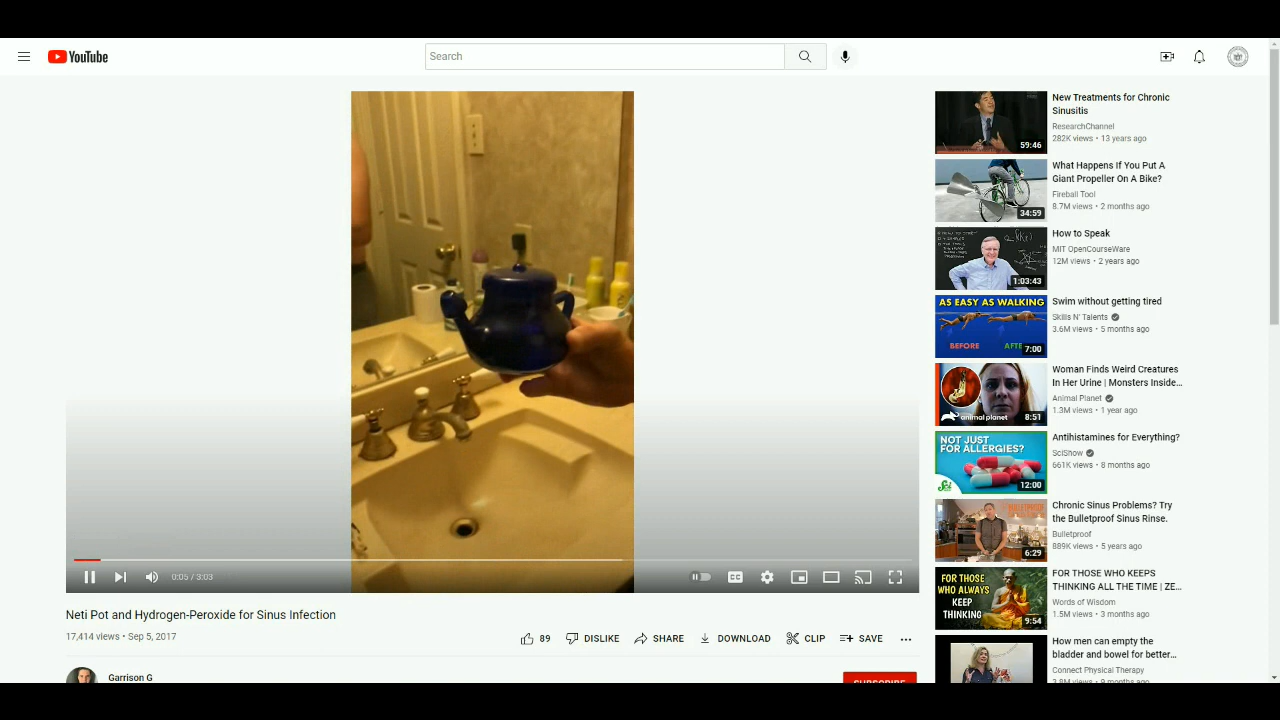 YouTube
Search
0:05 / 3:03
Neti Pot and Hydrogen-Peroxide for Sinus Infection
17,414 views • Sep 5, 2017
89
DISLIKE
SHARE
DOWNLOAD
CLIP
SAVE
Garrison G
SUBSCRIBE
59:46
New Treatments for Chronic
Sinusitis
ResearchChannel
282K views • 13 years ago
34:59
What Happens If You Put A
Giant Propeller On A Bike?
Fireball Tool
8.7M views • 2 months ago
1:03:43
How to Speak
MIT OpenCourseWare
12M views • 2 years ago
AS EASY AS WALKING
BEFORE
AFTE
7:00
Swim without getting tired
Skills N' Talents
3.6M views • 5 months ago
animal planet
8:51
Woman Finds Weird Creatures
In Her Urine | Monsters Inside...
Animal Planet
1.3M views • 1 year ago
NOT JUST
FOR ALLERGIES?
12:00
Antihistamines for Everything?
SciShow
661K views • 8 months ago
6:29
Chronic Sinus Problems? Try
the Bulletproof Sinus Rinse.
Bulletproof
889K views • 5 years ago
FOR THOSE
WHO ALWAYS
KEEP
THINKING
9:54
FOR THOSE WHO KEEPS
THINKING ALL THE TIME | ZE...
Words of Wisdom
1.5M views • 3 months ago
How men can empty the
bladder and bowel for better...
Connect Physical Therapy
3.8M views • 9 months ago